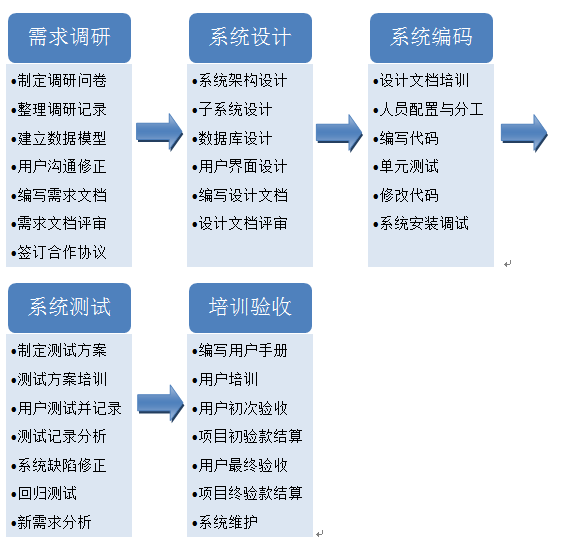 需求调研
•制定调研问卷
•整理调研记录
•建立数据模型
•用户沟通修正
•编写需求文档
•需求文档评审
•签订合作协议
系统设计
•系统架构设计
•子系统设计
•数据库设计
•用户界面设计
•编写设计文档
•设计文档评审
系统编码
•设计文档培训
•人员配置与分工
•编写代码
•单元测试
•修改代码
•系统安装调试
系统测试
•制定测试方案
•测试方案培训
•用户测试并记录
•测试记录分析
•系统缺陷修正
•回归测试
•新需求分析
培训验收
•编写用户手册
•用户培训
•用户初次验收
•项目初验款结算
•用户最终验收
•项目终验款结算
•系统维护